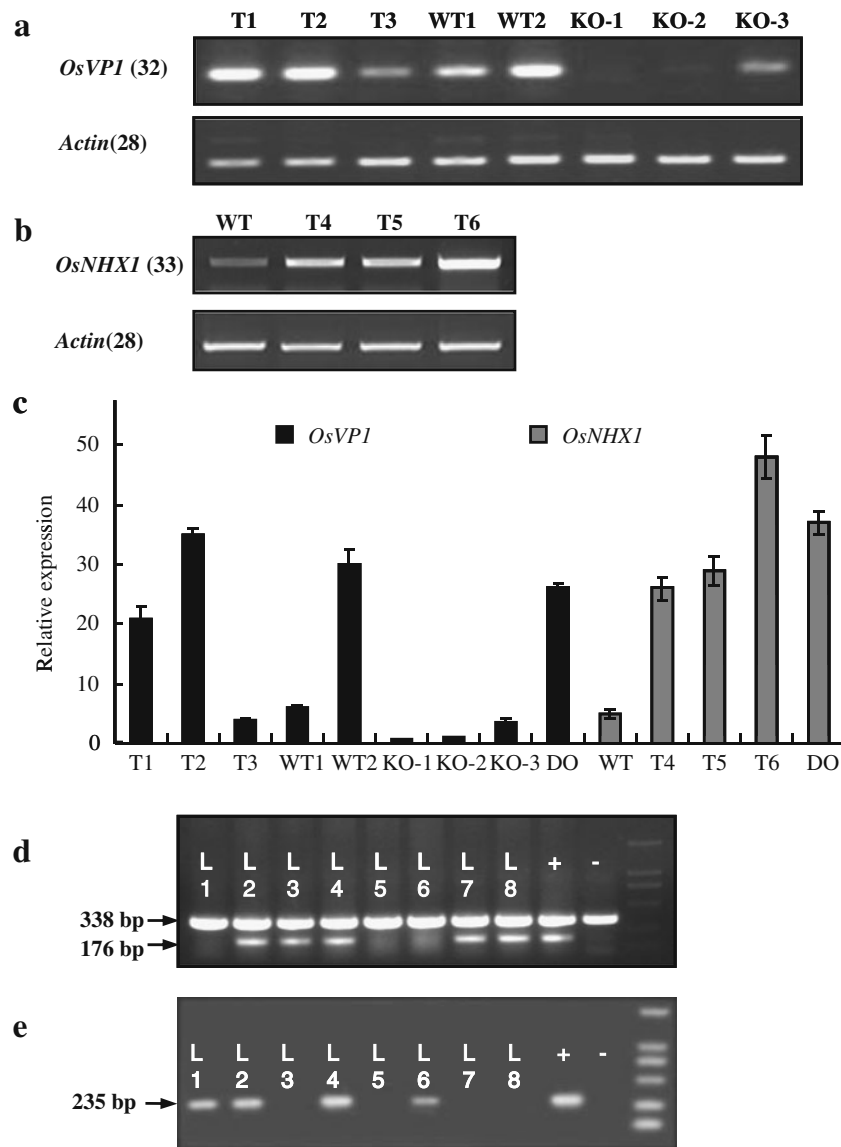 a
T1 T2 T3 WT1 WT2 KO-1 KO-2 KO-3
OsVP1 (32)
Actin(28)
b
WT T4 T5 T6
OsNHX1 (33)
Actin(28)
c
OsVP1 OsNHX1
Relative expression
50
40
30
20
10
0
T1 T2 T3 WT1 WT2 KO-1 KO-2 KO-3 DO WT T4 T5 T6 DO
d
L L L L L L L L + -
1 2 3 4 5 6 7 8
338 bp
176 bp
e
L L L L L L L L + -
1 2 3 4 5 6 7 8
235 bp